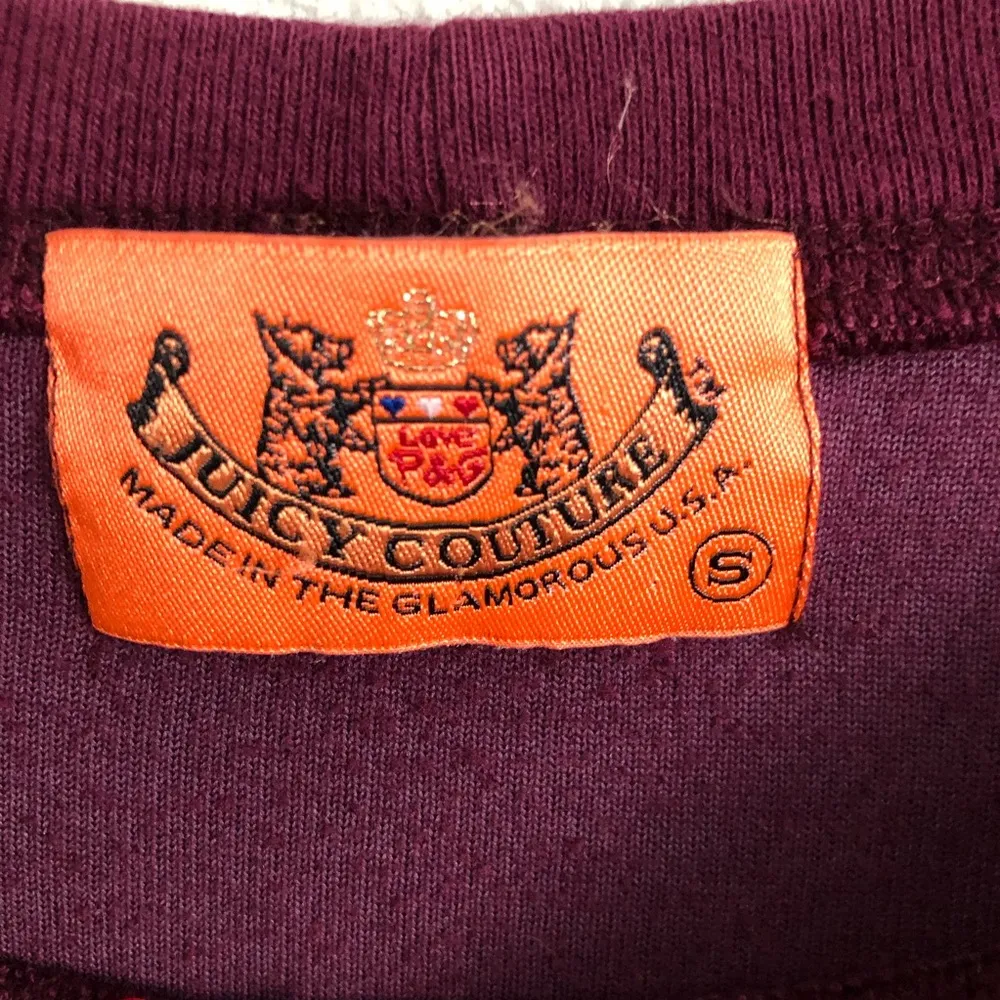 Love
P&G
JUICY COUTURE
MADE IN THE GLAMOROUS U.S.A.
S